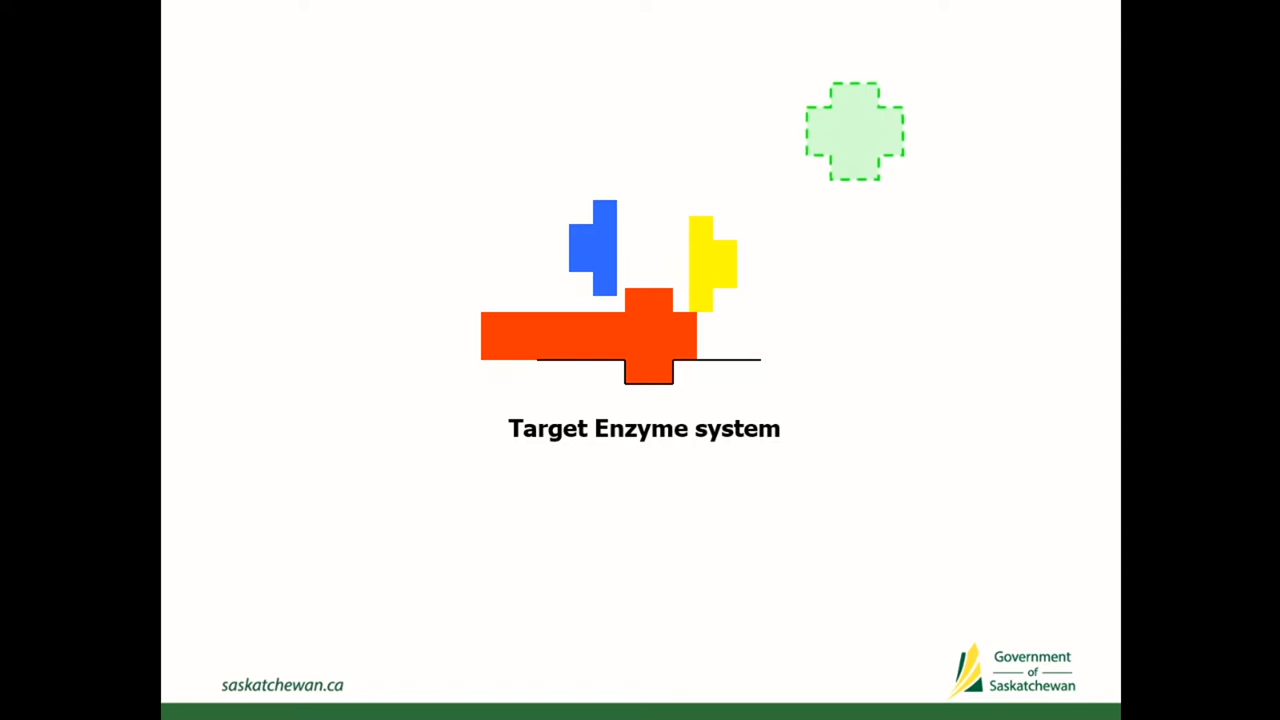 Target Enzyme system
saskatchewan.ca
Government
of
Saskatchewan